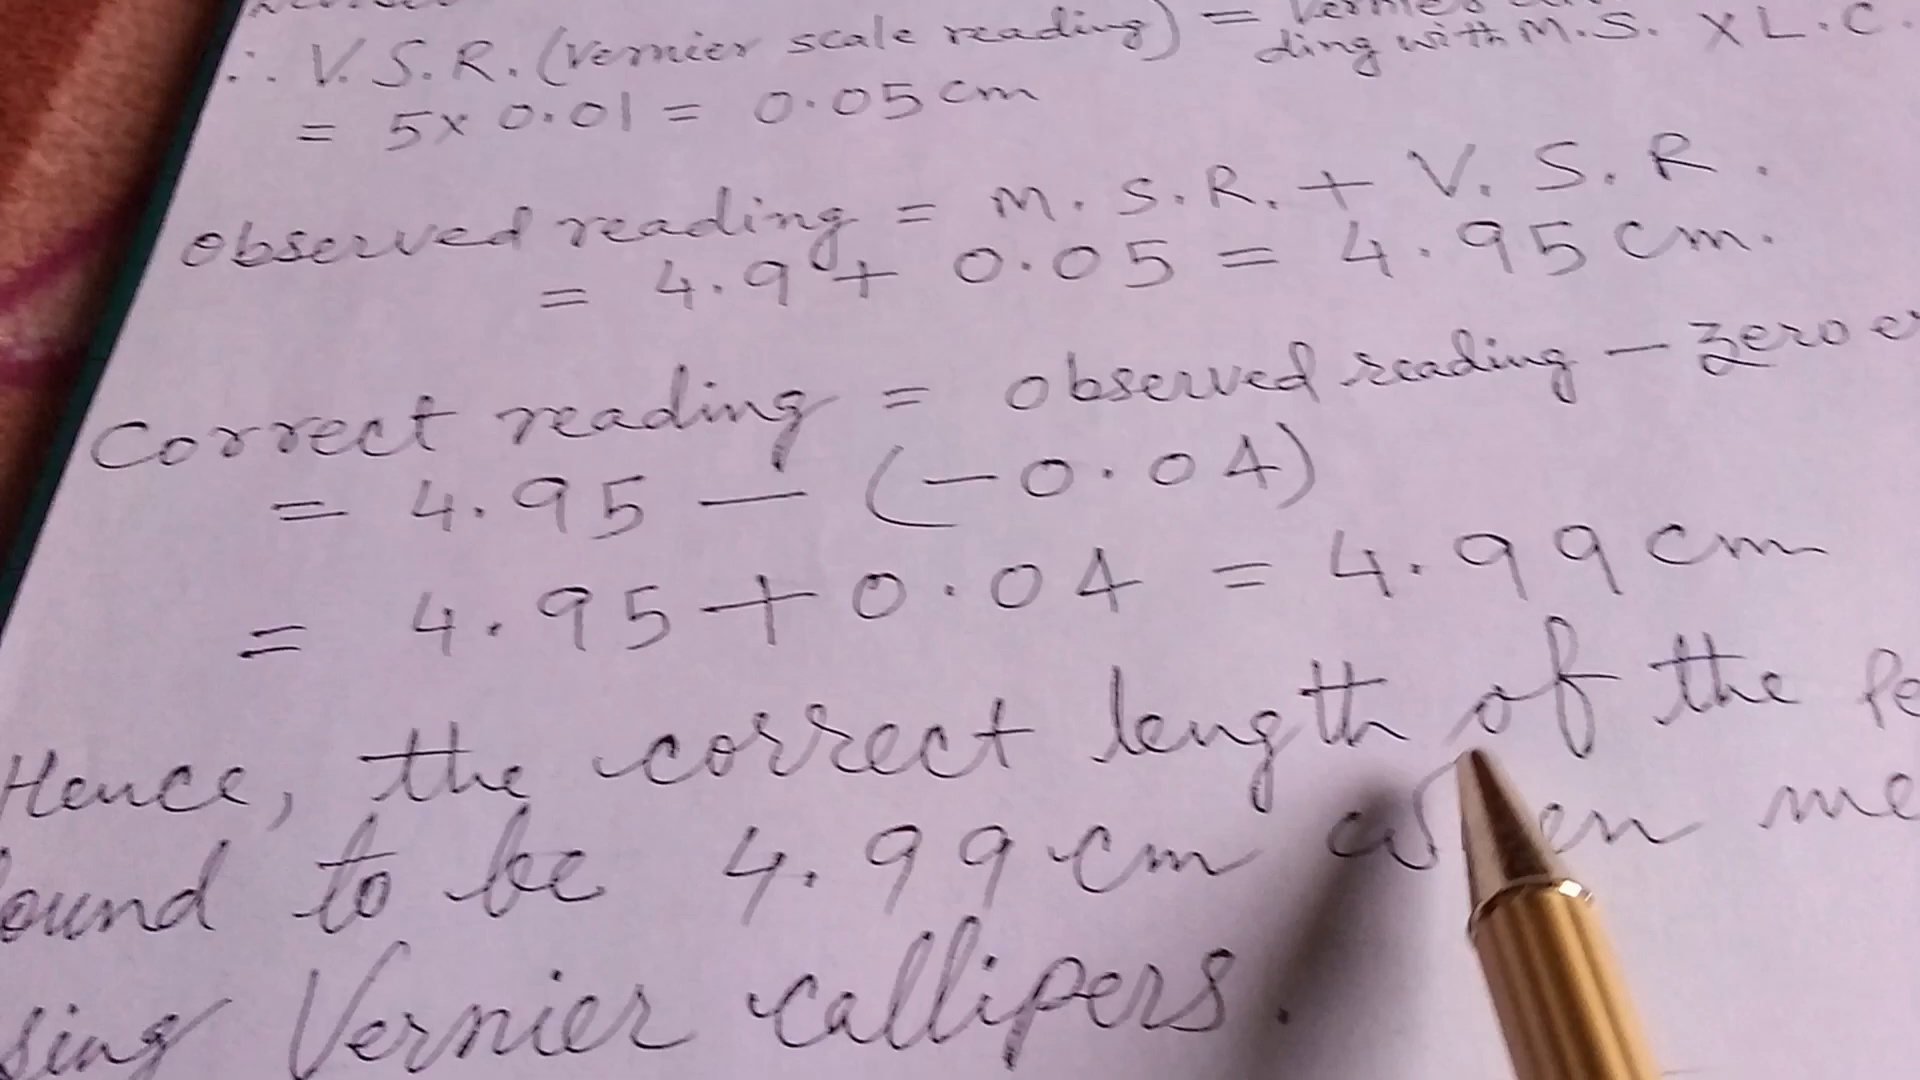 ∴ V.S.R. (Vernier scale reading) =
ding with M.S. X L.C.
= 5x 0.01 = 0.05 cm
Observed reading = M.S.R. + V.S.R.
= 4.9 + 0.05 = 4.95 cm.
Correct reading = observed reading - zero
= 4.95 - (-0.04)
= 4.95 + 0.04 = 4.99 cm
Hence, the correct length of the
ound to be 4.99 cm
sing Vernier callipers.